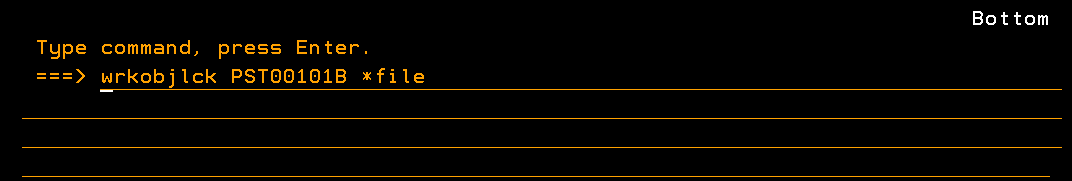 Bottom
Type command, press Enter.
===> wrkobjlck PST00101B *file